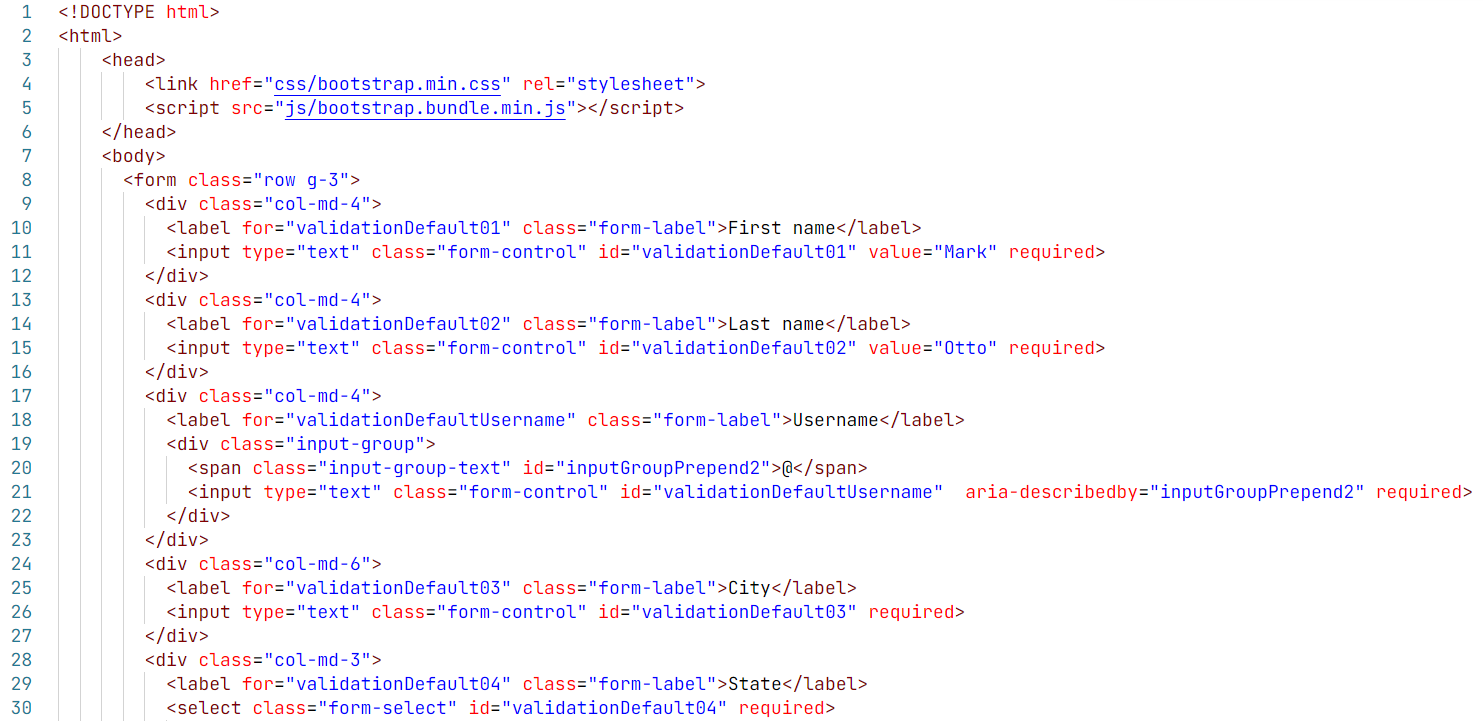 1 <!DOCTYPE html>
2 <html>
3 <head>
4 <link href="css/bootstrap.min.css" rel="stylesheet">
5 <script src="js/bootstrap.bundle.min.js"></script>
6 </head>
7 <body>
8 <form class="row g-3">
9 <div class="col-md-4">
10 <label for="validationDefault01" class="form-label">First name</label>
11 <input type="text" class="form-control" id="validationDefault01" value="Mark" required>
12 </div>
13 <div class="col-md-4">
14 <label for="validationDefault02" class="form-label">Last name</label>
15 <input type="text" class="form-control" id="validationDefault02" value="Otto" required>
16 </div>
17 <div class="col-md-4">
18 <label for="validationDefaultUsername" class="form-label">Username</label>
19 <div class="input-group">
20 <span class="input-group-text" id="inputGroupPrepend2">@</span>
21 <input type="text" class="form-control" id="validationDefaultUsername"  aria-describedby="inputGroupPrepend2" required>
22 </div>
23 </div>
24 <div class="col-md-6">
25 <label for="validationDefault03" class="form-label">City</label>
26 <input type="text" class="form-control" id="validationDefault03" required>
27 </div>
28 <div class="col-md-3">
29 <label for="validationDefault04" class="form-label">State</label>
30 <select class="form-select" id="validationDefault04" required>